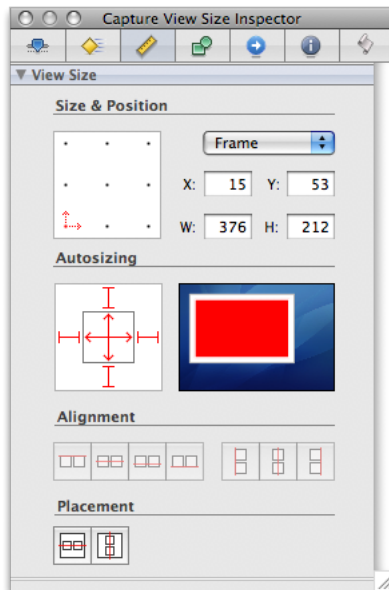 Capture View Size Inspector
View Size
Size & Position
Frame
X: 15 Y: 53
W: 376 H: 212
Autosizing
Alignment
Placement